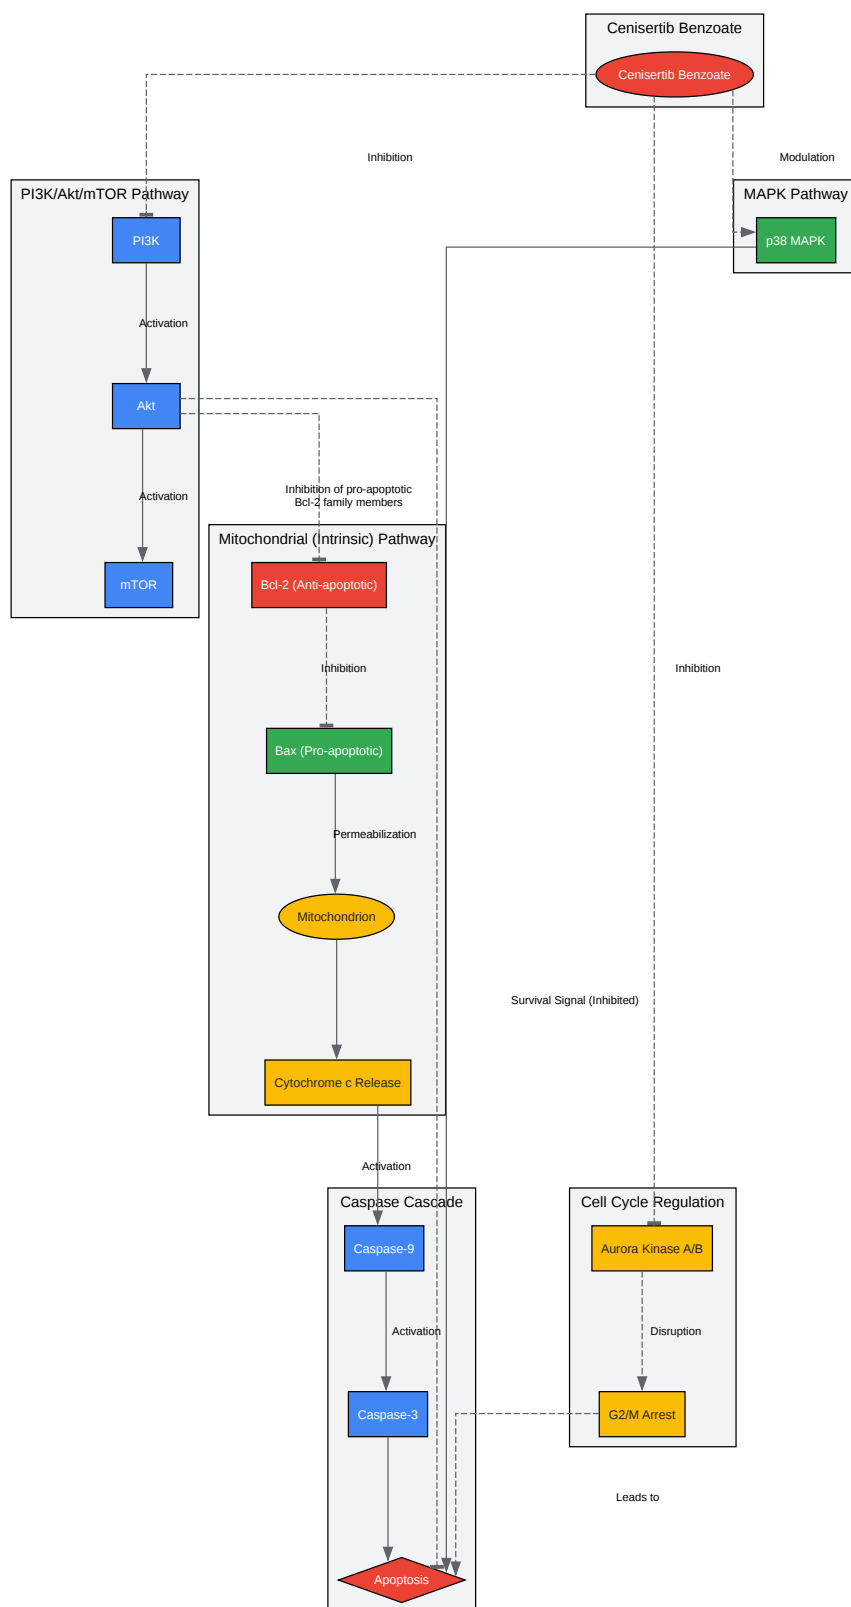 Cenisertib Benzoate
Cenisertib Benzoate
Inhibition
Modulation
PI3K/Akt/mTOR Pathway
MAPK Pathway
PI3K
p38 MAPK
Activation
Akt
Inhibition of pro-apoptotic
Bcl-2 family members
Activation
Mitochondrial (Intrinsic) Pathway
mTOR
Bcl-2 (Anti-apoptotic)
Inhibition
Inhibition
Bax (Pro-apoptotic)
Permeabilization
Mitochondrion
Survival Signal (Inhibited)
Cytochrome c Release
Activation
Caspase Cascade
Cell Cycle Regulation
Caspase-9
Aurora Kinase A/B
Activation
Disruption
Caspase-3
G2/M Arrest
Leads to
Apoptosis